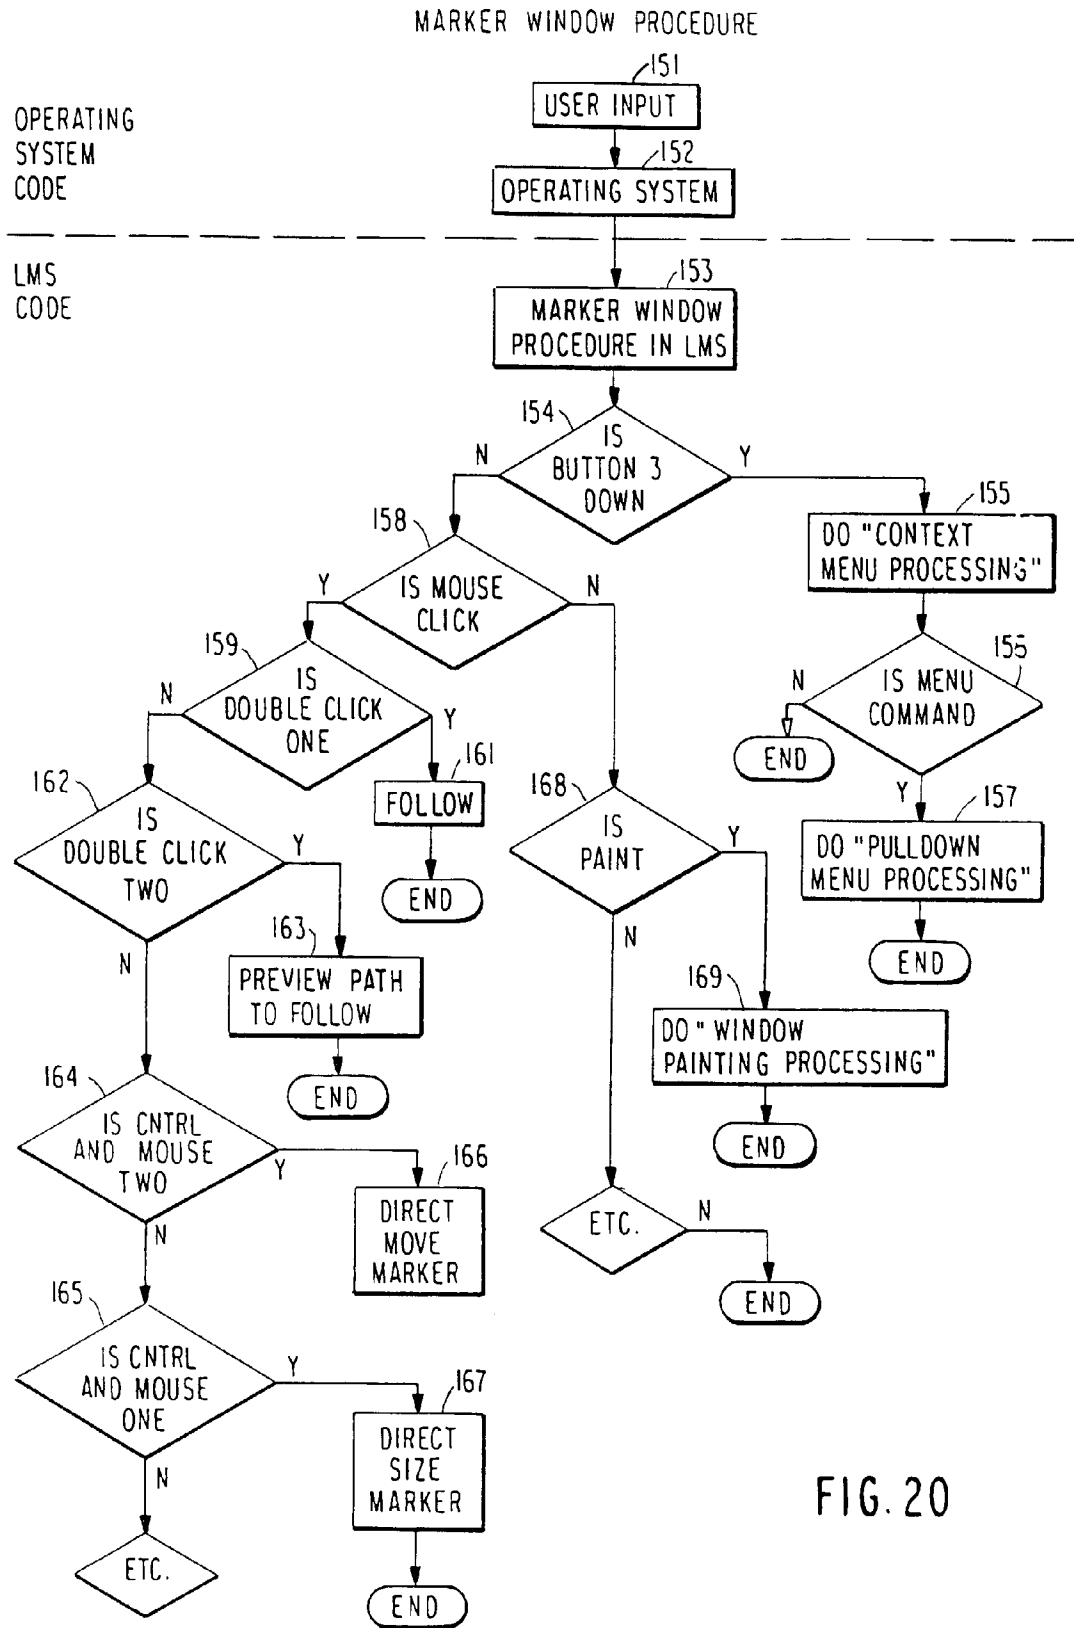 MARKER WINDOW PROCEDURE
151
USER INPUT
OPERATING
SYSTEM
CODE
152
OPERATING SYSTEM
LMS
CODE
153
MARKER WINDOW
PROCEDURE IN LMS
154
IS
BUTTON 3
DOWN
N
Y
155
DO "CONTEXT
MENU PROCESSING"
158
IS MOUSE
CLICK
Y
N
156
IS MENU
COMMAND
N
END
Y
159
IS
DOUBLE CLICK
ONE
N
Y
161
FOLLOW
END
157
DO "PULLDOWN
MENU PROCESSING"
END
162
IS
DOUBLE CLICK
TWO
Y
N
168
IS
PAINT
Y
N
163
PREVIEW PATH
TO FOLLOW
END
169
DO "WINDOW
PAINTING PROCESSING"
END
164
IS CNTRL
AND MOUSE
TWO
Y
N
166
DIRECT
MOVE
MARKER
ETC.
N
END
165
IS CNTRL
AND MOUSE
ONE
Y
N
167
DIRECT
SIZE
MARKER
END
ETC.
FIG. 20